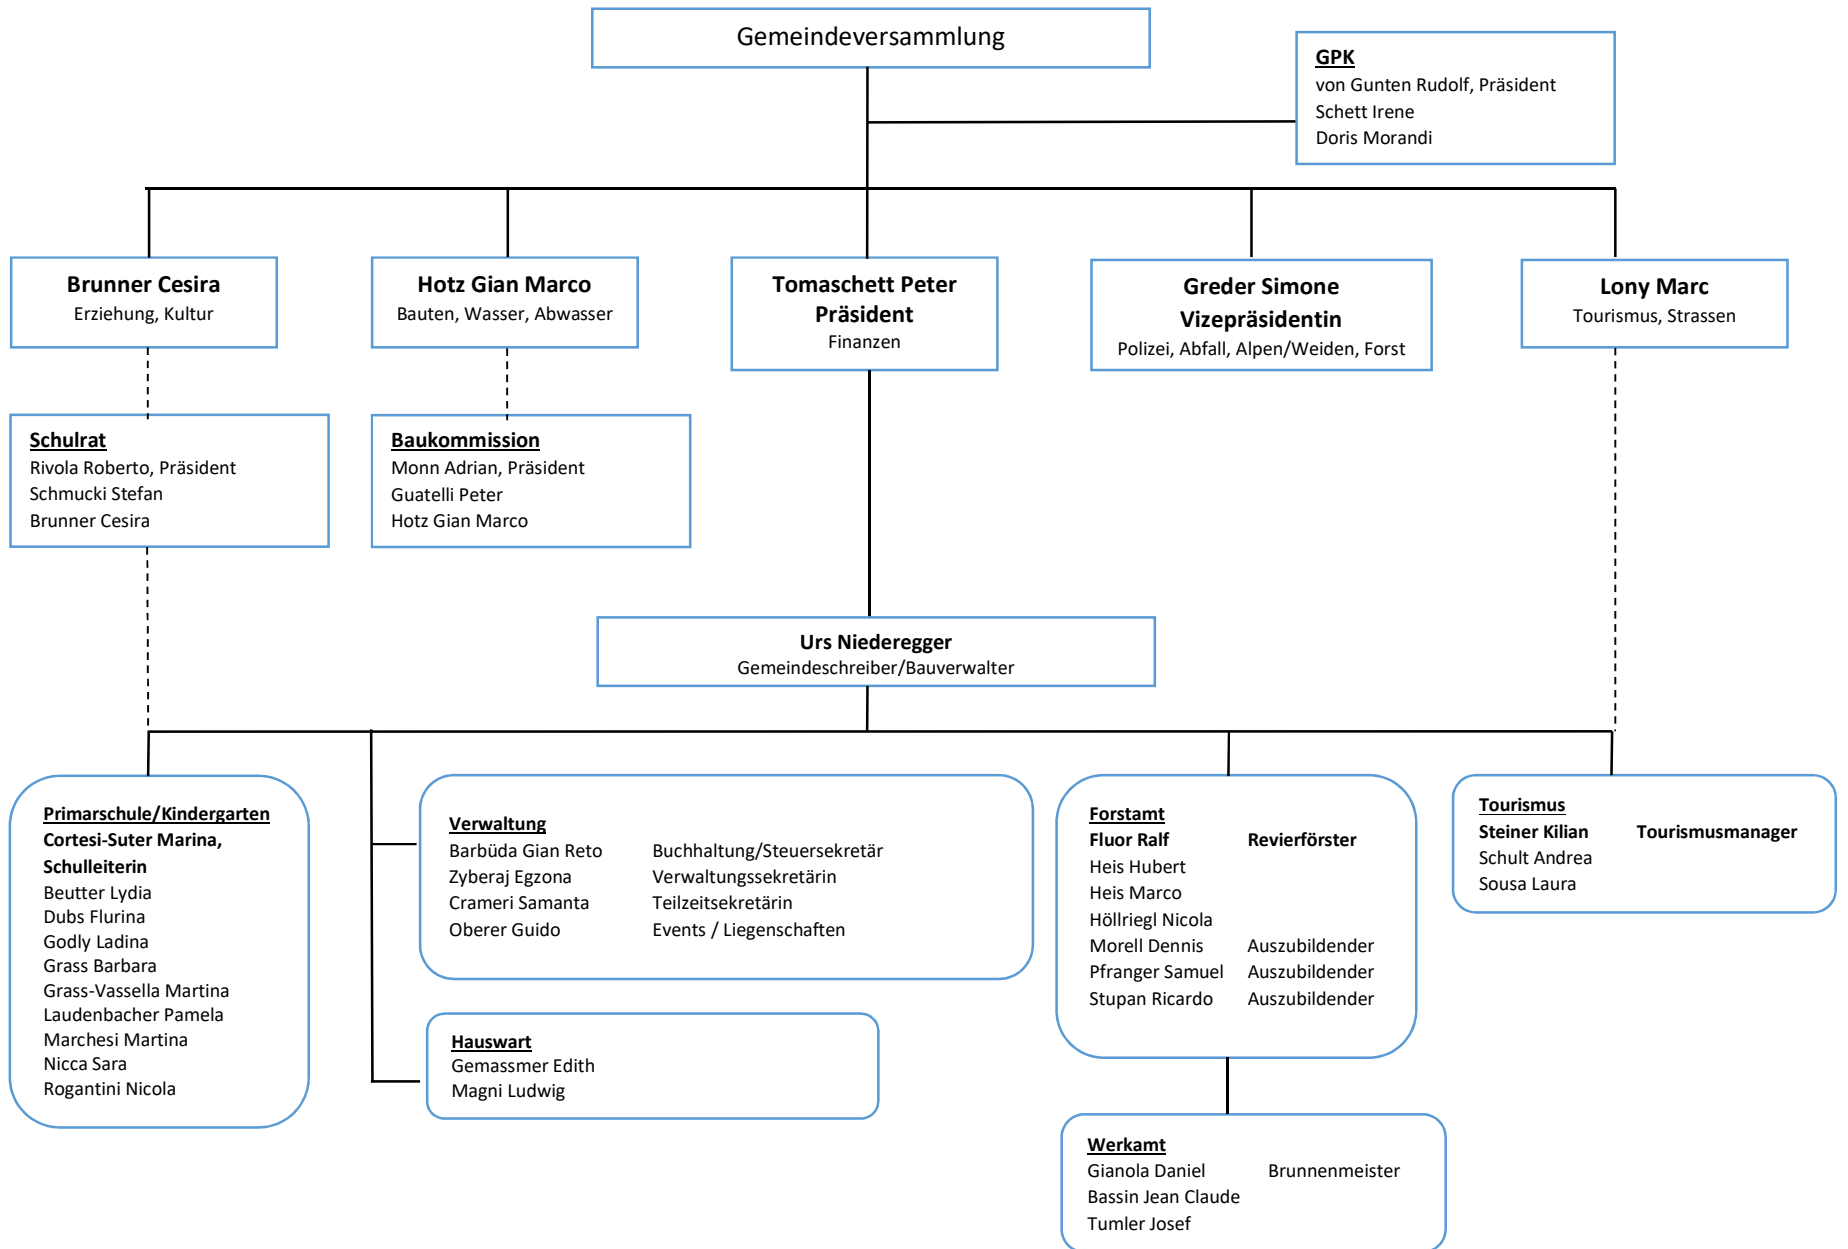 Gemeindeversammlung
GPK
von Gunten Rudolf, Präsident
Schett Irene
Doris Morandi
Brunner Cesira
Erziehung, Kultur
Hotz Gian Marco
Bauten, Wasser, Abwasser
Tomaschett Peter
Präsident
Finanzen
Greder Simone
Vizepräsidentin
Polizei, Abfall, Alpen/Weiden, Forst
Lony Marc
Tourismus, Strassen
Schulrat
Rivola Roberto, Präsident
Schmucki Stefan
Brunner Cesira
Baukommission
Monn Adrian, Präsident
Guatelli Peter
Hotz Gian Marco
Urs Niederegger
Gemeindeschreiber/Bauverwalter
Primarschule/Kindergarten
Cortesi-Suter Marina,
Schulleiterin
Beutter Lydia
Dubs Flurina
Godly Ladina
Grass Barbara
Grass-Vassella Martina
Laudenbacher Pamela
Marchesi Martina
Nicca Sara
Rogantini Nicola
Verwaltung
Barbüda Gian Reto Buchhaltung/Steuersekretär
Zyberaj Egzona Verwaltungssekretärin
Crameri Samanta Teilzeitsekretärin
Oberer Guido Events / Liegenschaften
Hauswart
Gemassmer Edith
Magni Ludwig
Forstamt
Fluor Ralf Revierförster
Heis Hubert
Heis Marco
Höllriegl Nicola
Morell Dennis Auszubildender
Pfranger Samuel Auszubildender
Stupan Ricardo Auszubildender
Werkamt
Gianola Daniel Brunnenmeister
Bassin Jean Claude
Tumler Josef
Tourismus
Steiner Kilian Tourismusmanager
Schult Andrea
Sousa Laura